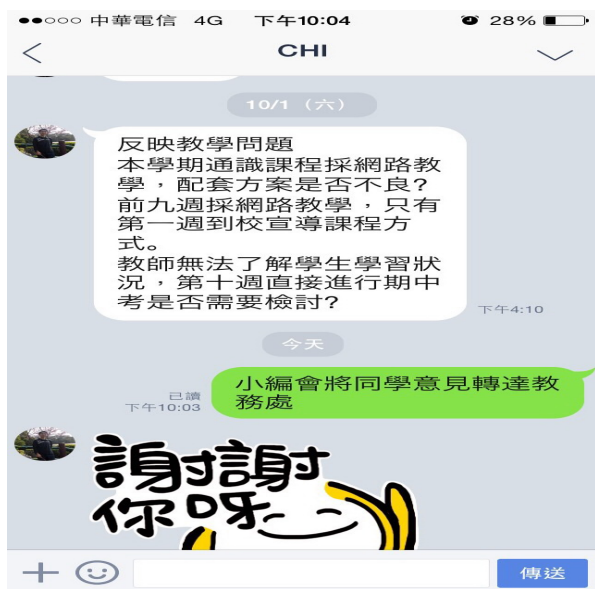 中華電信 4G 下午10:04 28%
CHI
10/1（六）
反映教學問題
本學期通識課程採網路教
學，配套方案是否不良?
前九週採網路教學，只有
第一週到校宣導課程方
式。
教師無法了解學生學習狀
況，第十週直接進行期中
考是否需要檢討?
下午4:10
今天
小編會將同學意見轉達教
務處
已讀
下午10:03
謝謝
你呀
傳送